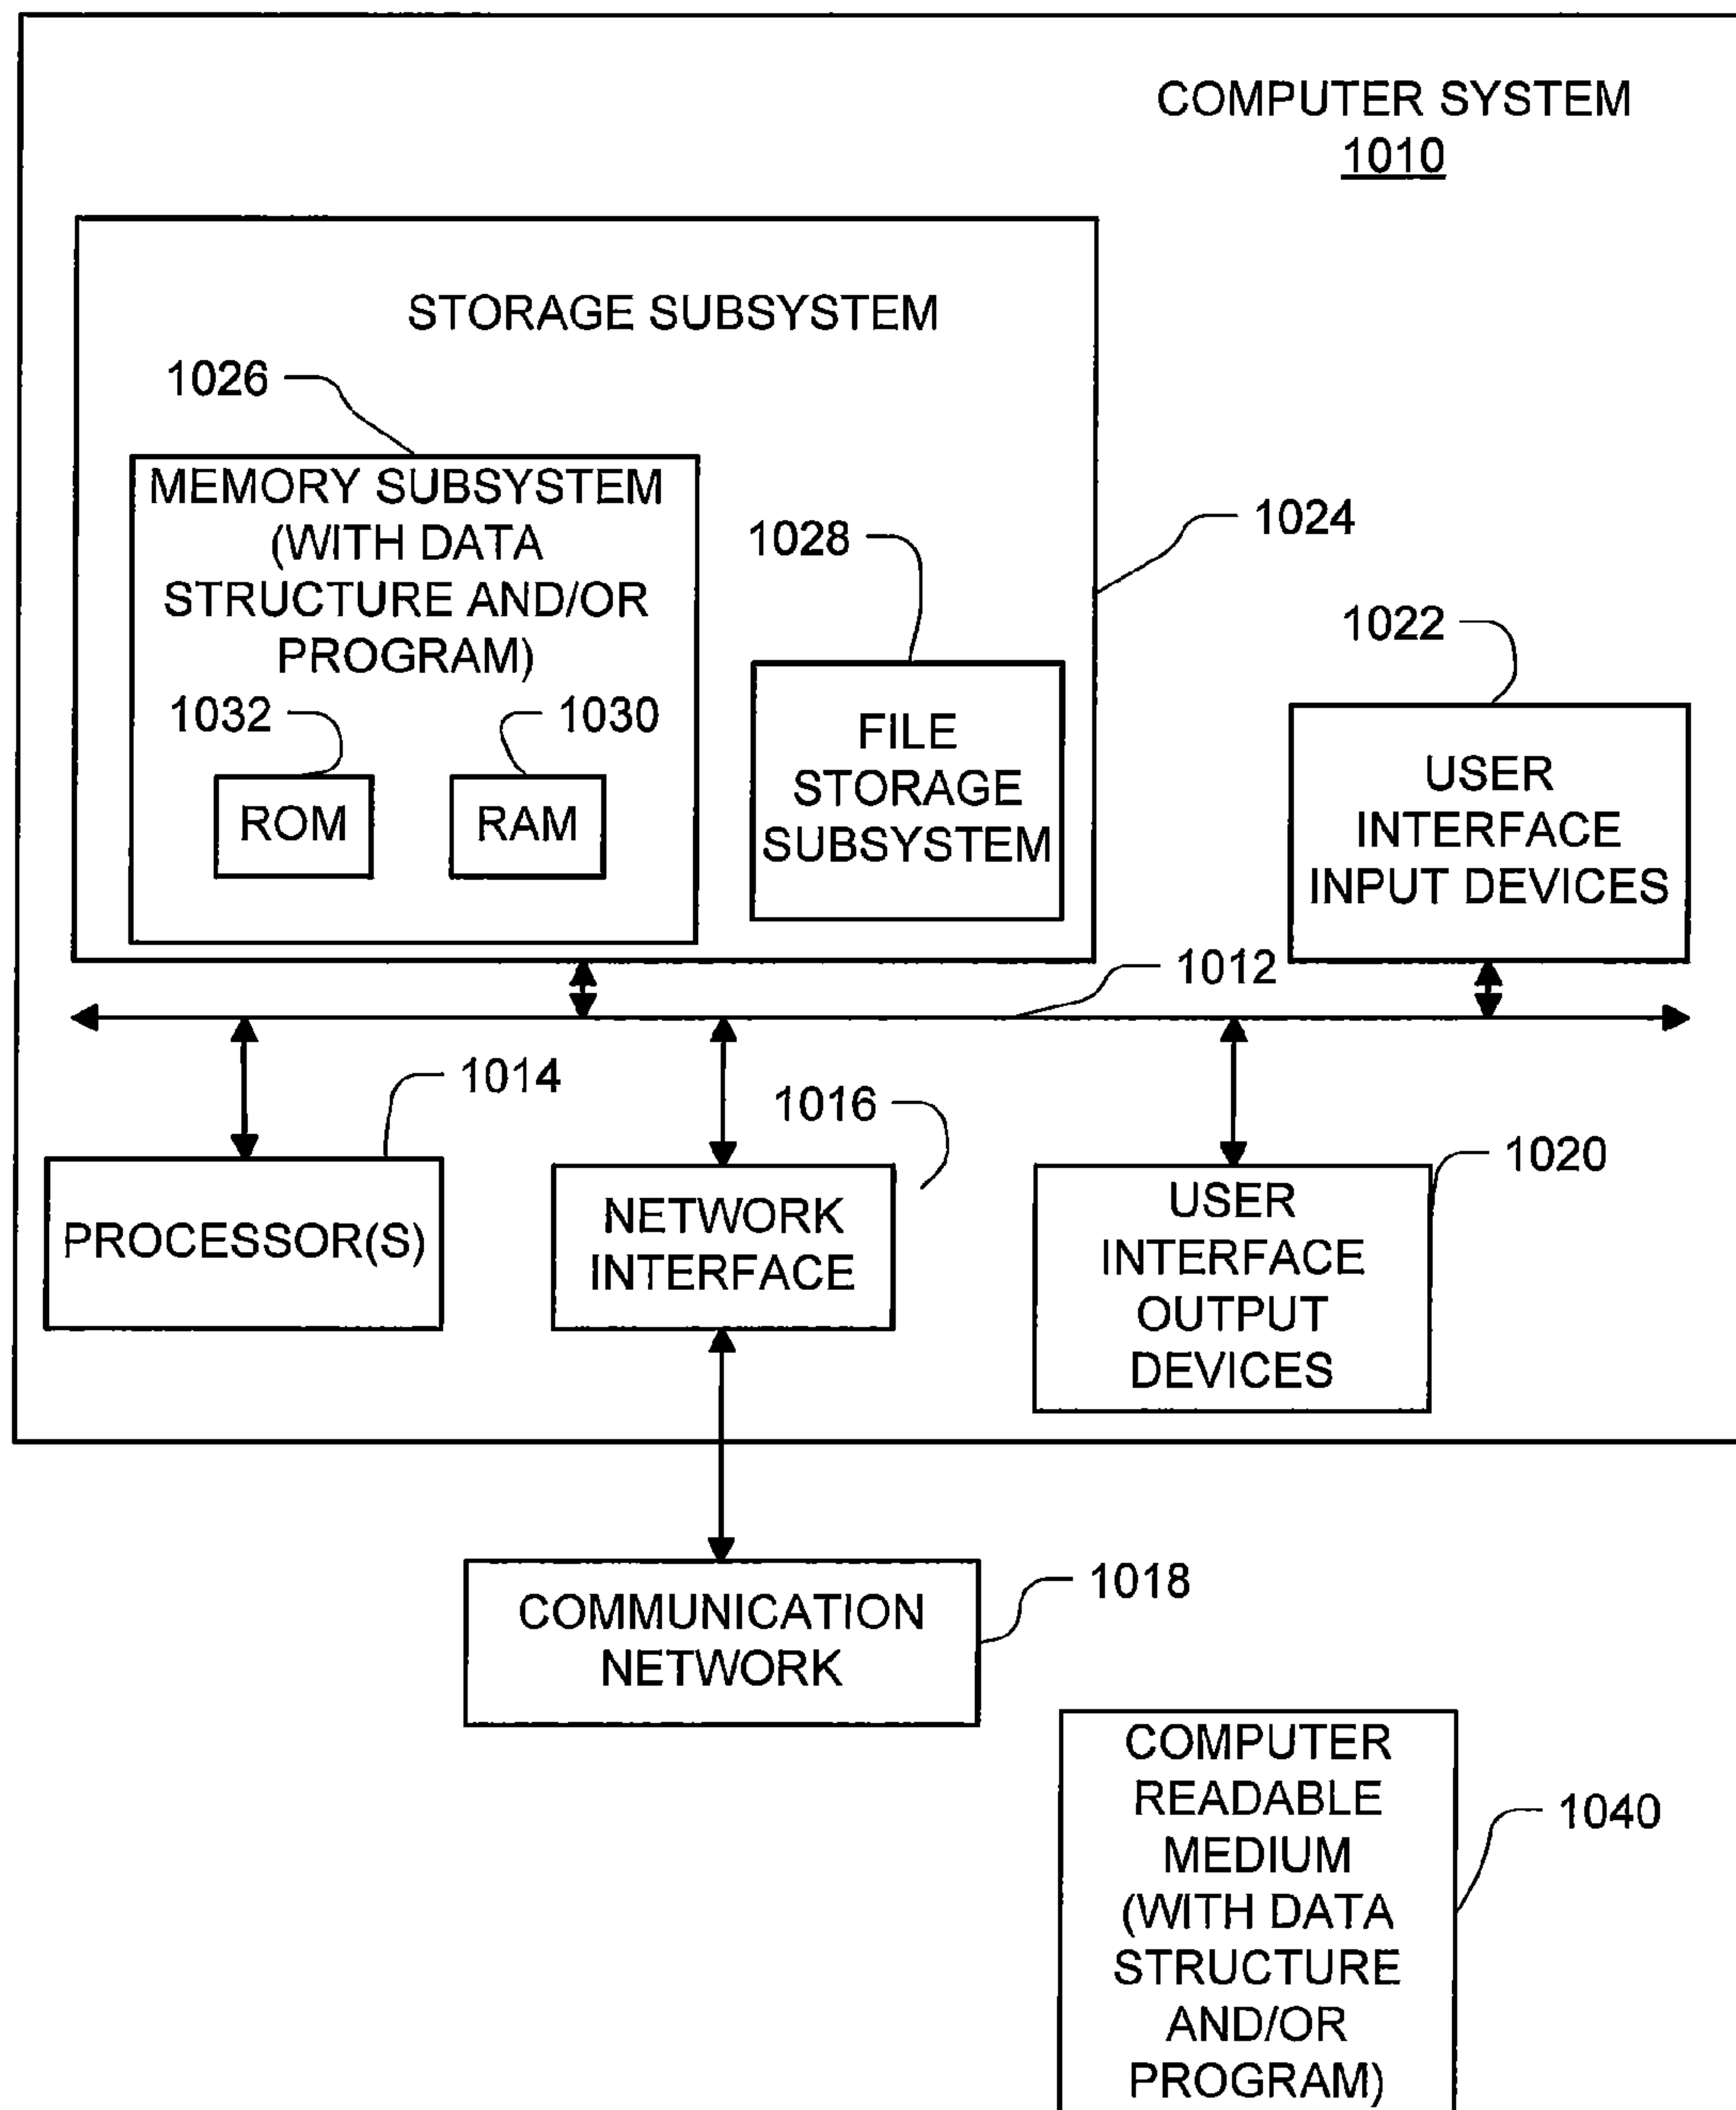 COMPUTER SYSTEM
1010
STORAGE SUBSYSTEM
1026
MEMORY SUBSYSTEM
(WITH DATA
STRUCTURE AND/OR
PROGRAM)
1032
1030
ROM
RAM
1028
FILE
STORAGE
SUBSYSTEM
1024
1022
USER
INTERFACE
INPUT DEVICES
1012
1014
PROCESSOR(S)
1016
NETWORK
INTERFACE
1020
USER
INTERFACE
OUTPUT
DEVICES
COMMUNICATION
NETWORK
1018
COMPUTER
READABLE
MEDIUM
(WITH DATA
STRUCTURE
AND/OR
PROGRAM)
1040